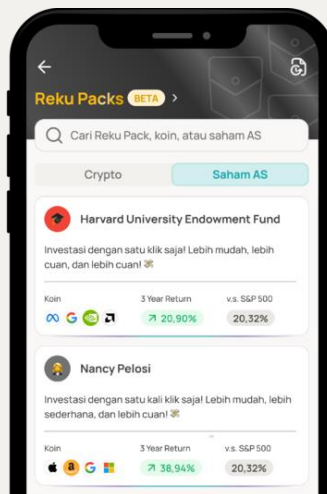 Reku Packs BETA >
Cari Reku Pack, koin, atau saham AS
Crypto Saham AS
Harvard University Endowment Fund
Investasi dengan satu klik saja! Lebih mudah, lebih
cuan, dan lebih cuan! 💸
Koin 3 Year Return v.s. S&P 500
20,90% 20,32%
Nancy Pelosi
Investasi dengan satu kali klik saja! Lebih mudah, lebih
sederhana, dan lebih cuan! 💸
Koin 3 Year Return v.s. S&P 500
38,94% 20,32%